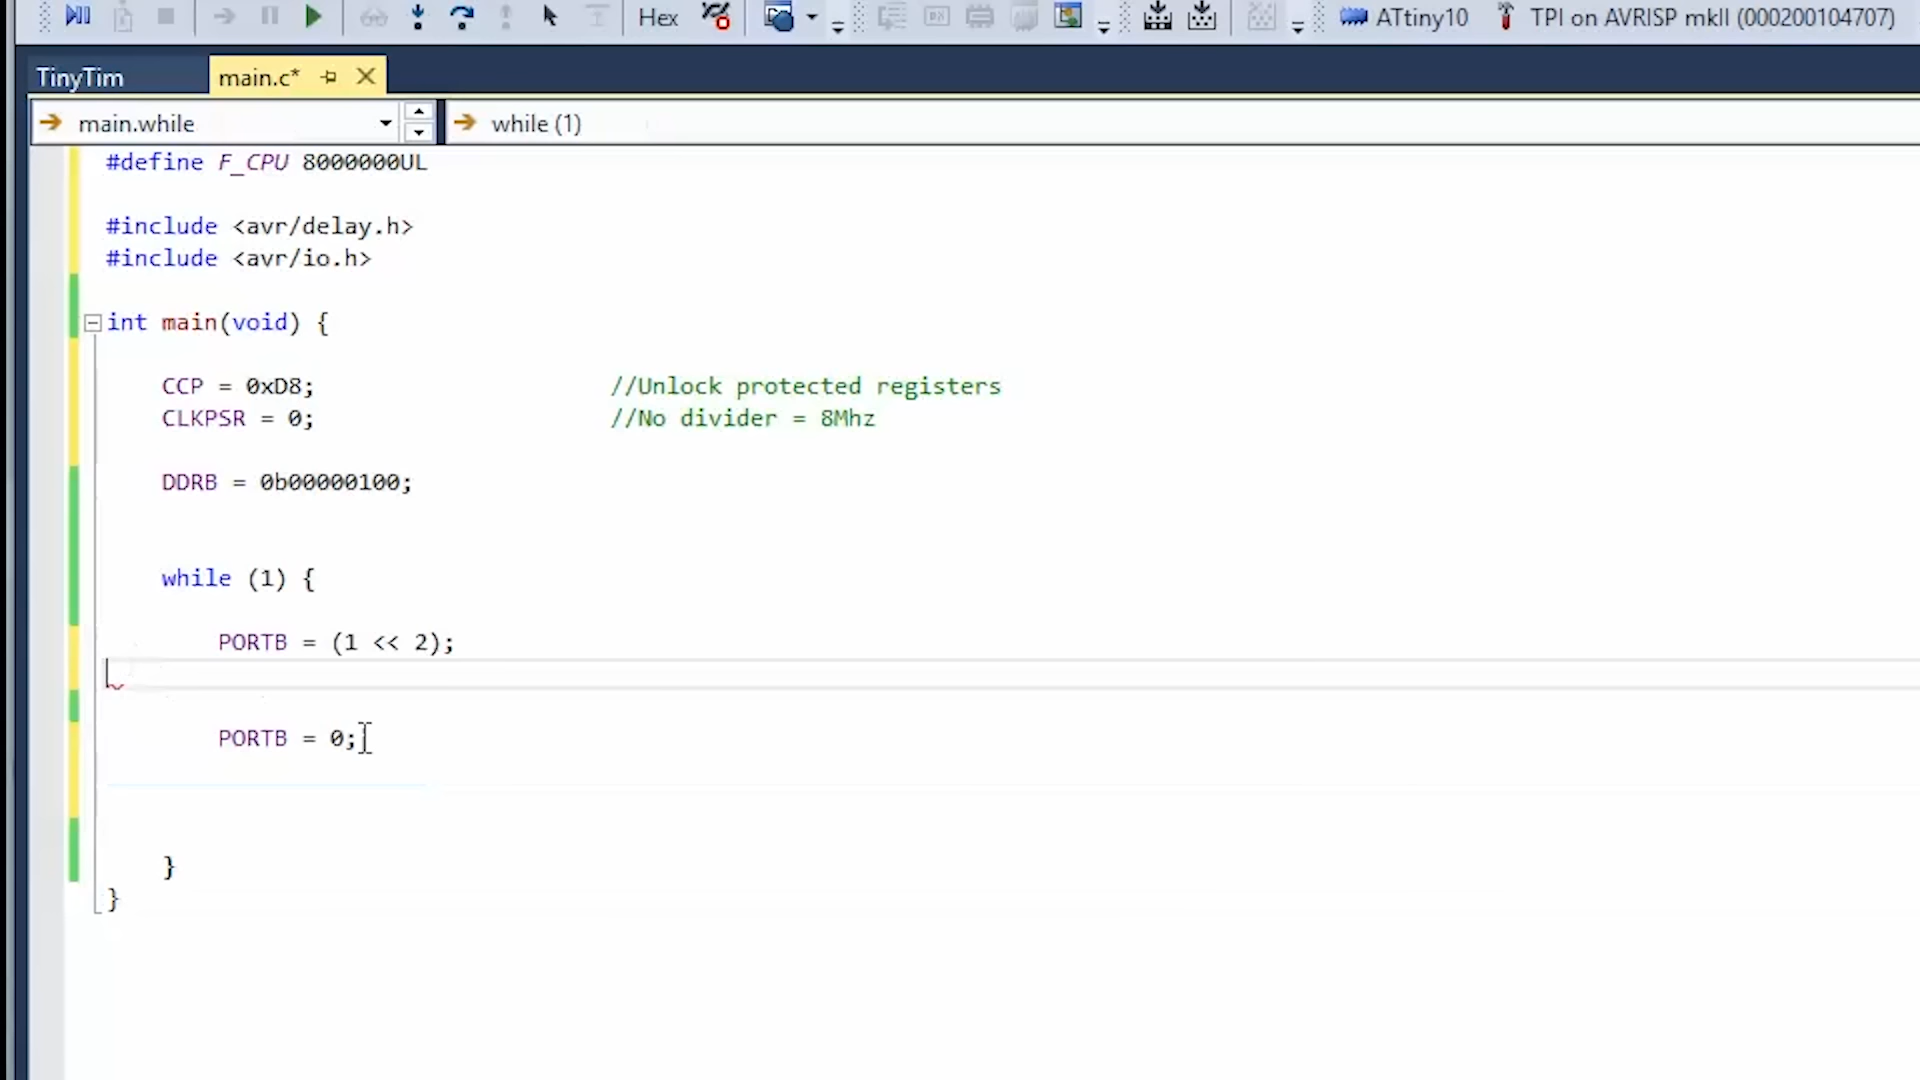 Hex ATtiny10 TPI on AVRISP mkII (000200104707)
TinyTim main.c*
main.while while (1)
#define F_CPU 8000000UL
#include <avr/delay.h>
#include <avr/io.h>
int main(void) {
CCP = 0xD8; //Unlock protected registers
CLKPSR = 0; //No divider = 8Mhz
DDRB = 0b00000100;
while (1) {
PORTB = (1 << 2);
PORTB = 0;
}
}